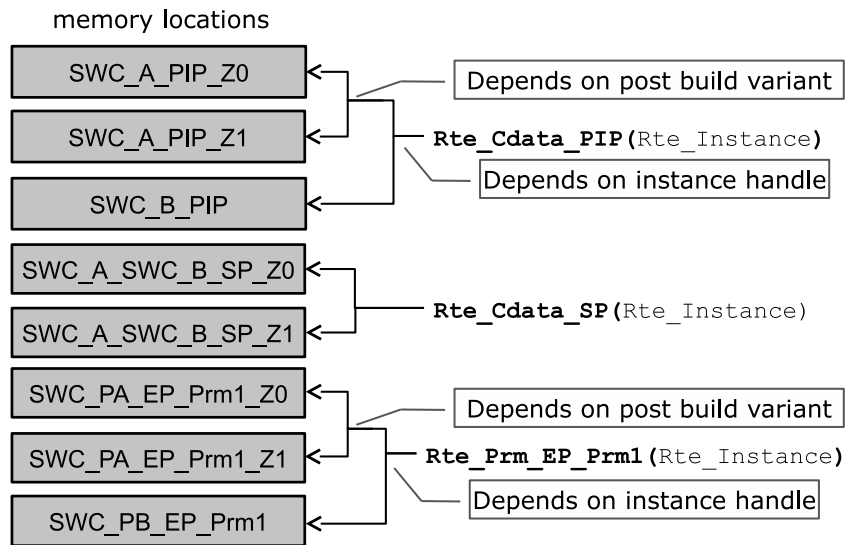 memory locations
SWC_A_PIP_Z0
Depends on post build variant
SWC_A_PIP_Z1
Rte_Cdata_PIP(Rte_Instance)
Depends on instance handle
SWC_B_PIP
SWC_A_SWC_B_SP_Z0
Rte_Cdata_SP(Rte_Instance)
SWC_A_SWC_B_SP_Z1
SWC_PA_EP_Prm1_Z0
Depends on post build variant
SWC_PA_EP_Prm1_Z1
Rte_Prm_EP_Prm1(Rte_Instance)
Depends on instance handle
SWC_PB_EP_Prm1